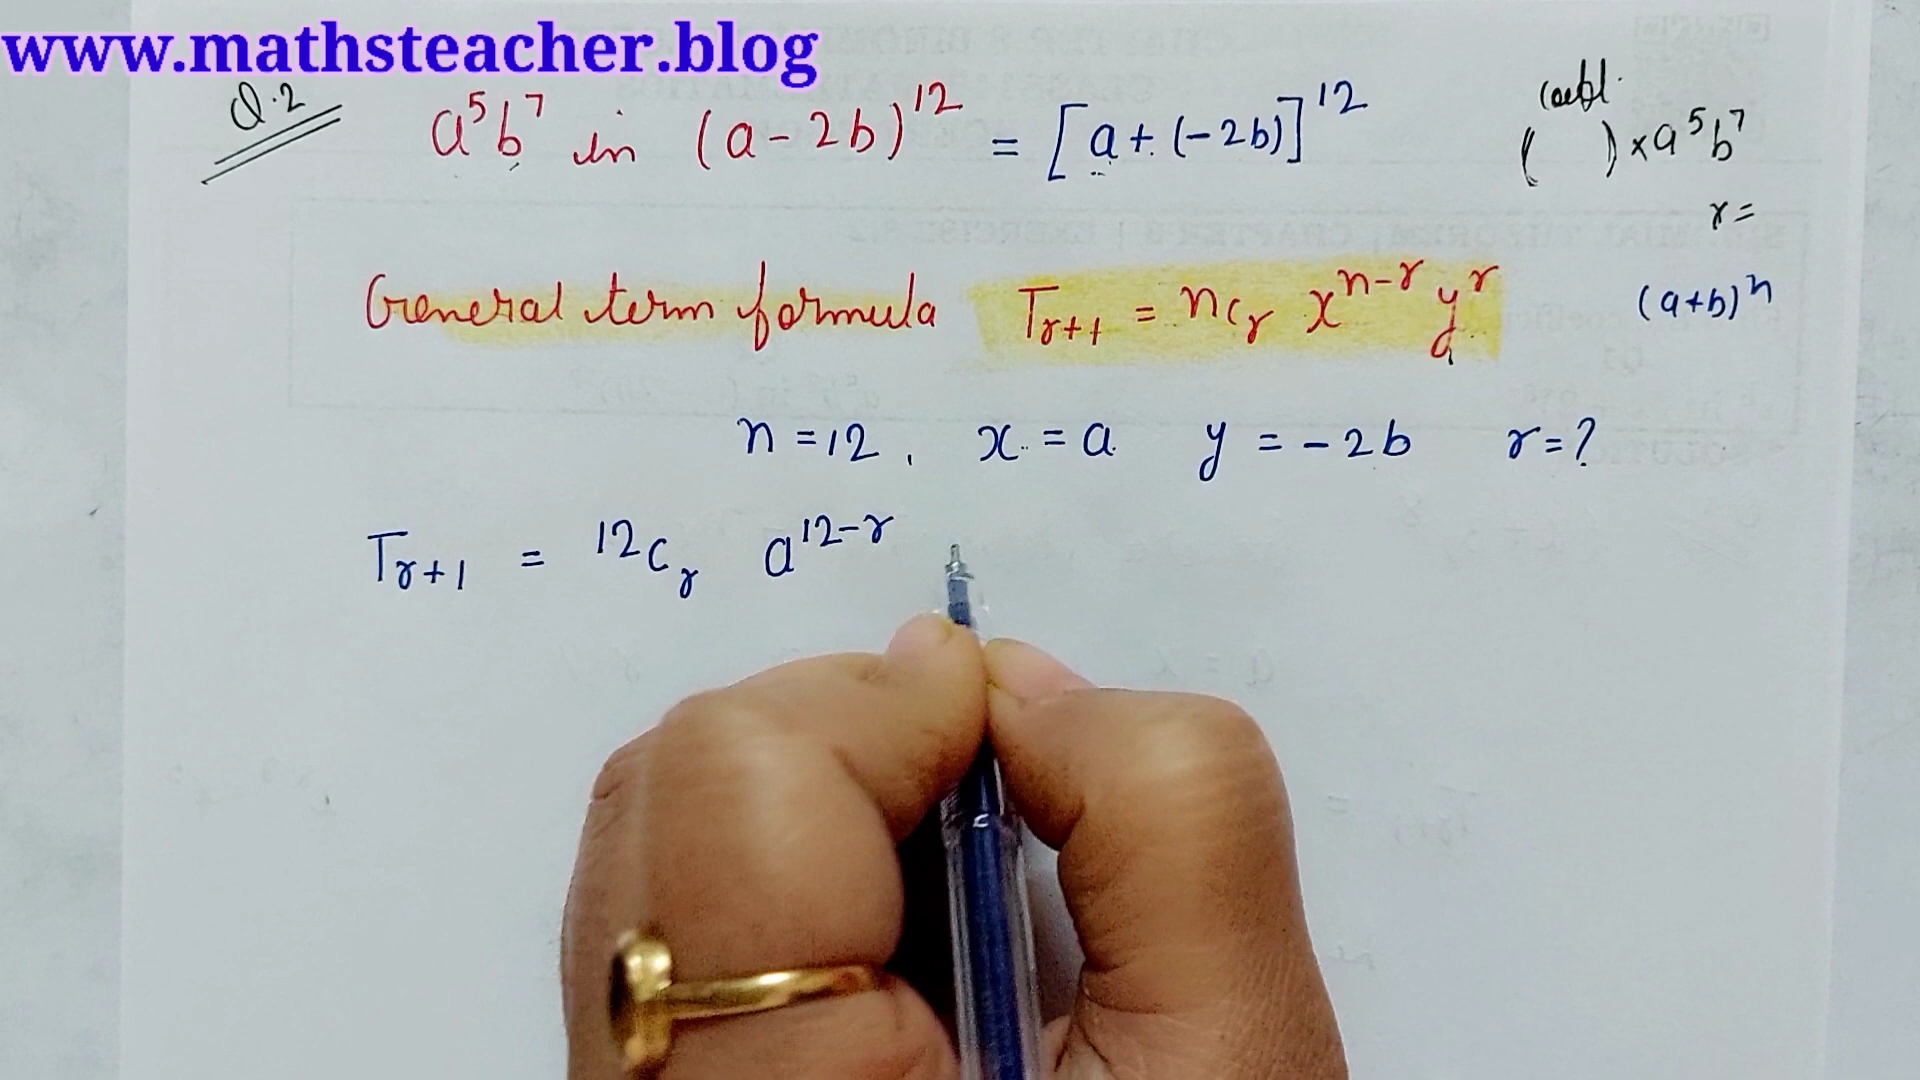 www.mathsteacher.blog
Q.2 a⁵b⁷ in (a-2b)¹² = [a+(-2b)]¹²
( ) × a⁵b⁷
r =
General term formula Tᵣ₊₁ = nCᵣ xⁿ⁻ʳ yʳ
(a+b)ⁿ
n = 12, x = a y = -2b r = ?
Tᵣ₊₁ = ¹²Cᵣ a¹²⁻ʳ